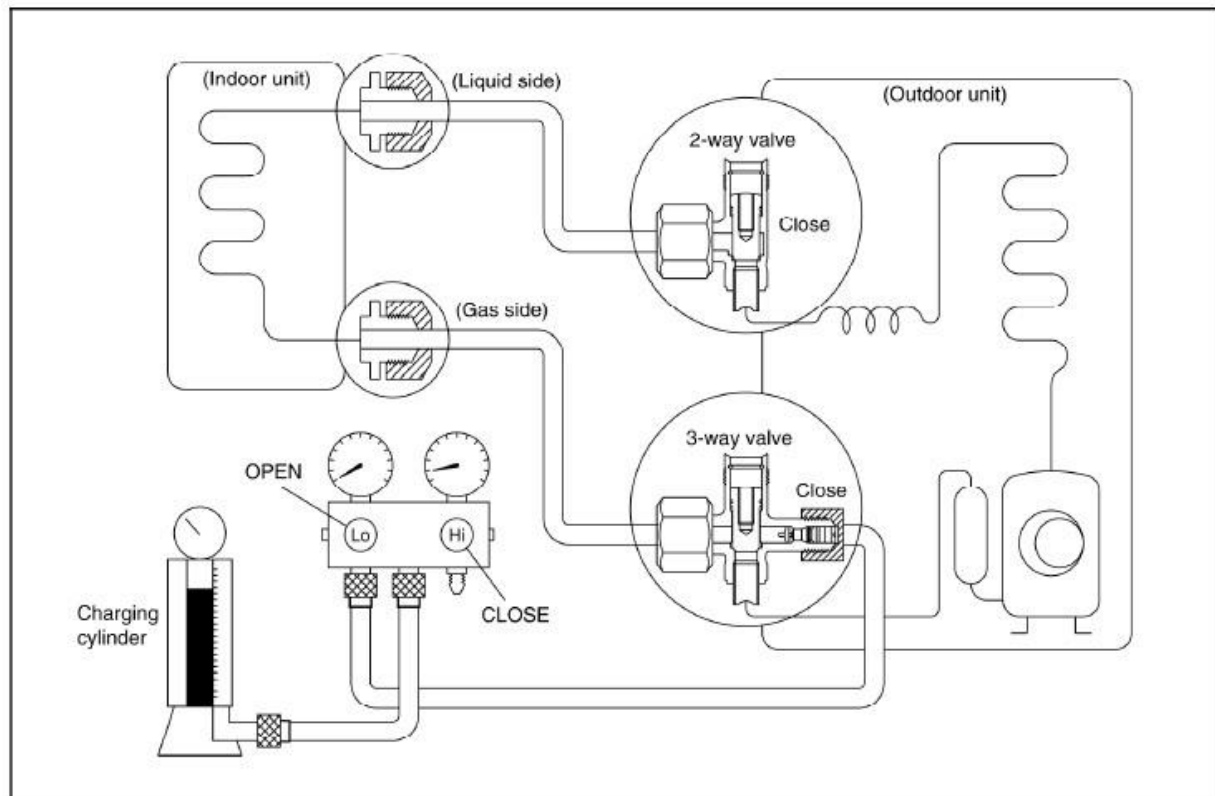 (Indoor unit)
(Liquid side)
(Outdoor unit)
2-way valve
Close
(Gas side)
3-way valve
Close
OPEN
Lo
Hi
CLOSE
Charging
cylinder